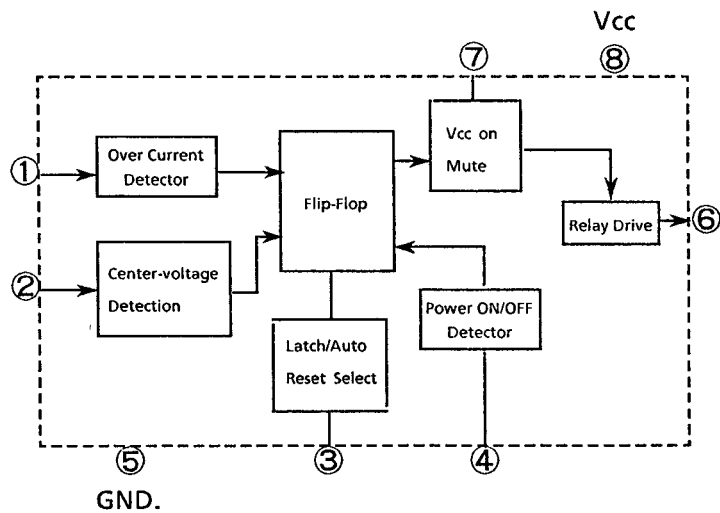 Vcc
⑦
⑧
Over Current
Detector
①
Vcc on
Mute
Flip-Flop
Relay Drive
⑥
Center-voltage
Detection
②
Power ON/OFF
Detector
Latch/Auto
Reset Select
⑤
③
④
GND.